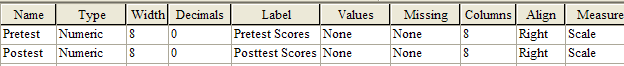 Name Type Width Decimals Label Values Missing Columns Align Measure
Pretest Numeric 8 0 Pretest Scores None None 8 Right Scale
Postest Numeric 8 0 Posttest Scores None None 8 Right Scale